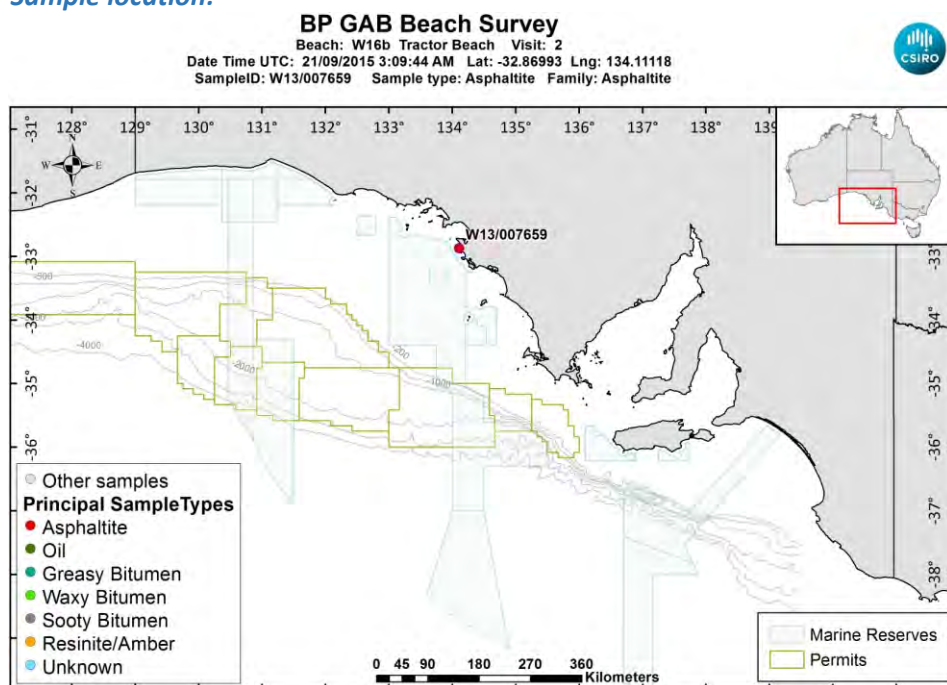 Sample location:
BP GAB Beach Survey
Beach: W16b Tractor Beach Visit: 2
Date Time UTC: 21/09/2015 3:09:44 AM Lat: -32.86993 Lng: 134.11118
SampleID: W13/007659 Sample type: Asphaltite Family: Asphaltite
CSIRO
128° 129° 130° 131° 132° 133° 134° 135° 136° 137° 138° 139
-31°
-32°
-33°
-34°
-35°
-36°
-37°
-38°
N
W E
S
W13/007659
-33°
-34°
-35°
-36°
-37°
-38°
-200
-1000
-2000
-4000
Other samples
Principal SampleTypes
Asphaltite
Oil
Greasy Bitumen
Waxy Bitumen
Sooty Bitumen
Resinite/Amber
Unknown
0 45 90 180 270 360
Kilometers
Marine Reserves
Permits